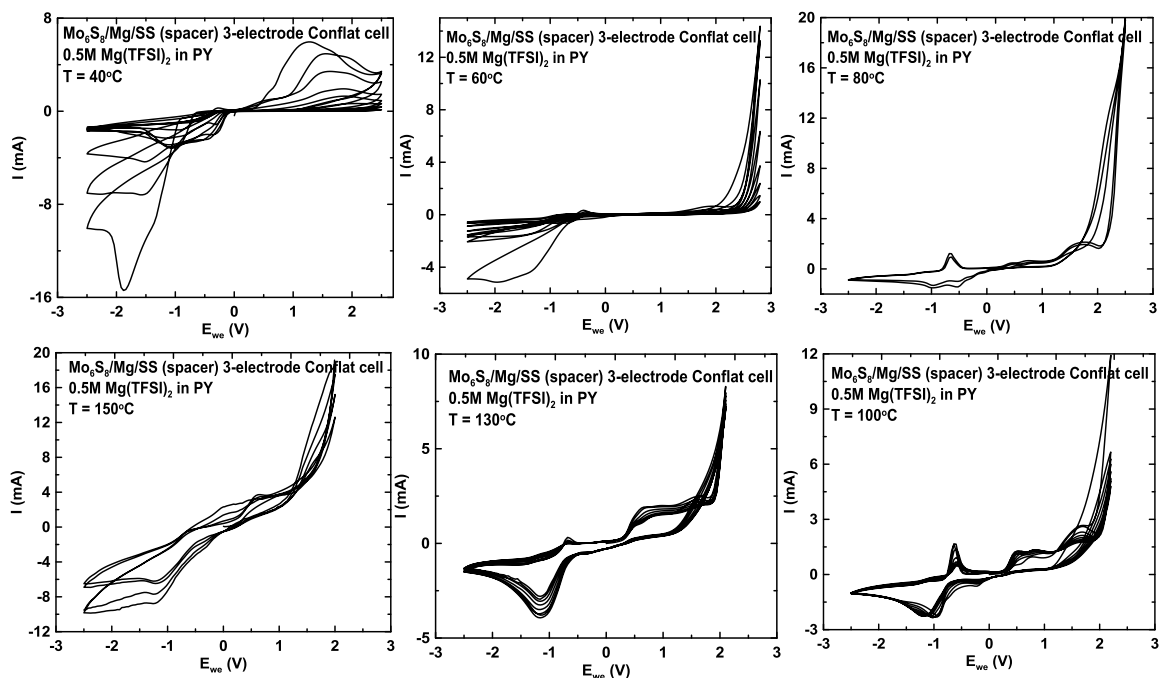 Mo6S8/Mg/SS (spacer) 3-electrode Conflat cell
0.5M Mg(TFSI)2 in PY
T = 40ºC
8
0
-8
-16
I (mA)
-3 -2 -1 0 1 2 3
Ewe (V)
Mo6S8/Mg/SS (spacer) 3-electrode Conflat cell
0.5M Mg(TFSI)2 in PY
T = 60ºC
12
8
4
0
-4
I (mA)
-3 -2 -1 0 1 2 3
Ewe (V)
Mo6S8/Mg/SS (spacer) 3-electrode Conflat cell
0.5M Mg(TFSI)2 in PY
T = 80ºC
20
16
12
8
4
0
I (mA)
-3 -2 -1 0 1 2 3
Ewe (V)
Mo6S8/Mg/SS (spacer) 3-electrode Conflat cell
0.5M Mg(TFSI)2 in PY
T = 150ºC
20
16
12
8
4
0
-4
-8
-12
I (mA)
-3 -2 -1 0 1 2 3
Ewe (V)
Mo6S8/Mg/SS (spacer) 3-electrode Conflat cell
0.5M Mg(TFSI)2 in PY
T = 130ºC
10
5
0
-5
I (mA)
-3 -2 -1 0 1 2 3
Ewe (V)
Mo6S8/Mg/SS (spacer) 3-electrode Conflat cell
0.5M Mg(TFSI)2 in PY
T = 100ºC
12
9
6
3
0
-3
I (mA)
-3 -2 -1 0 1 2 3
Ewe (V)